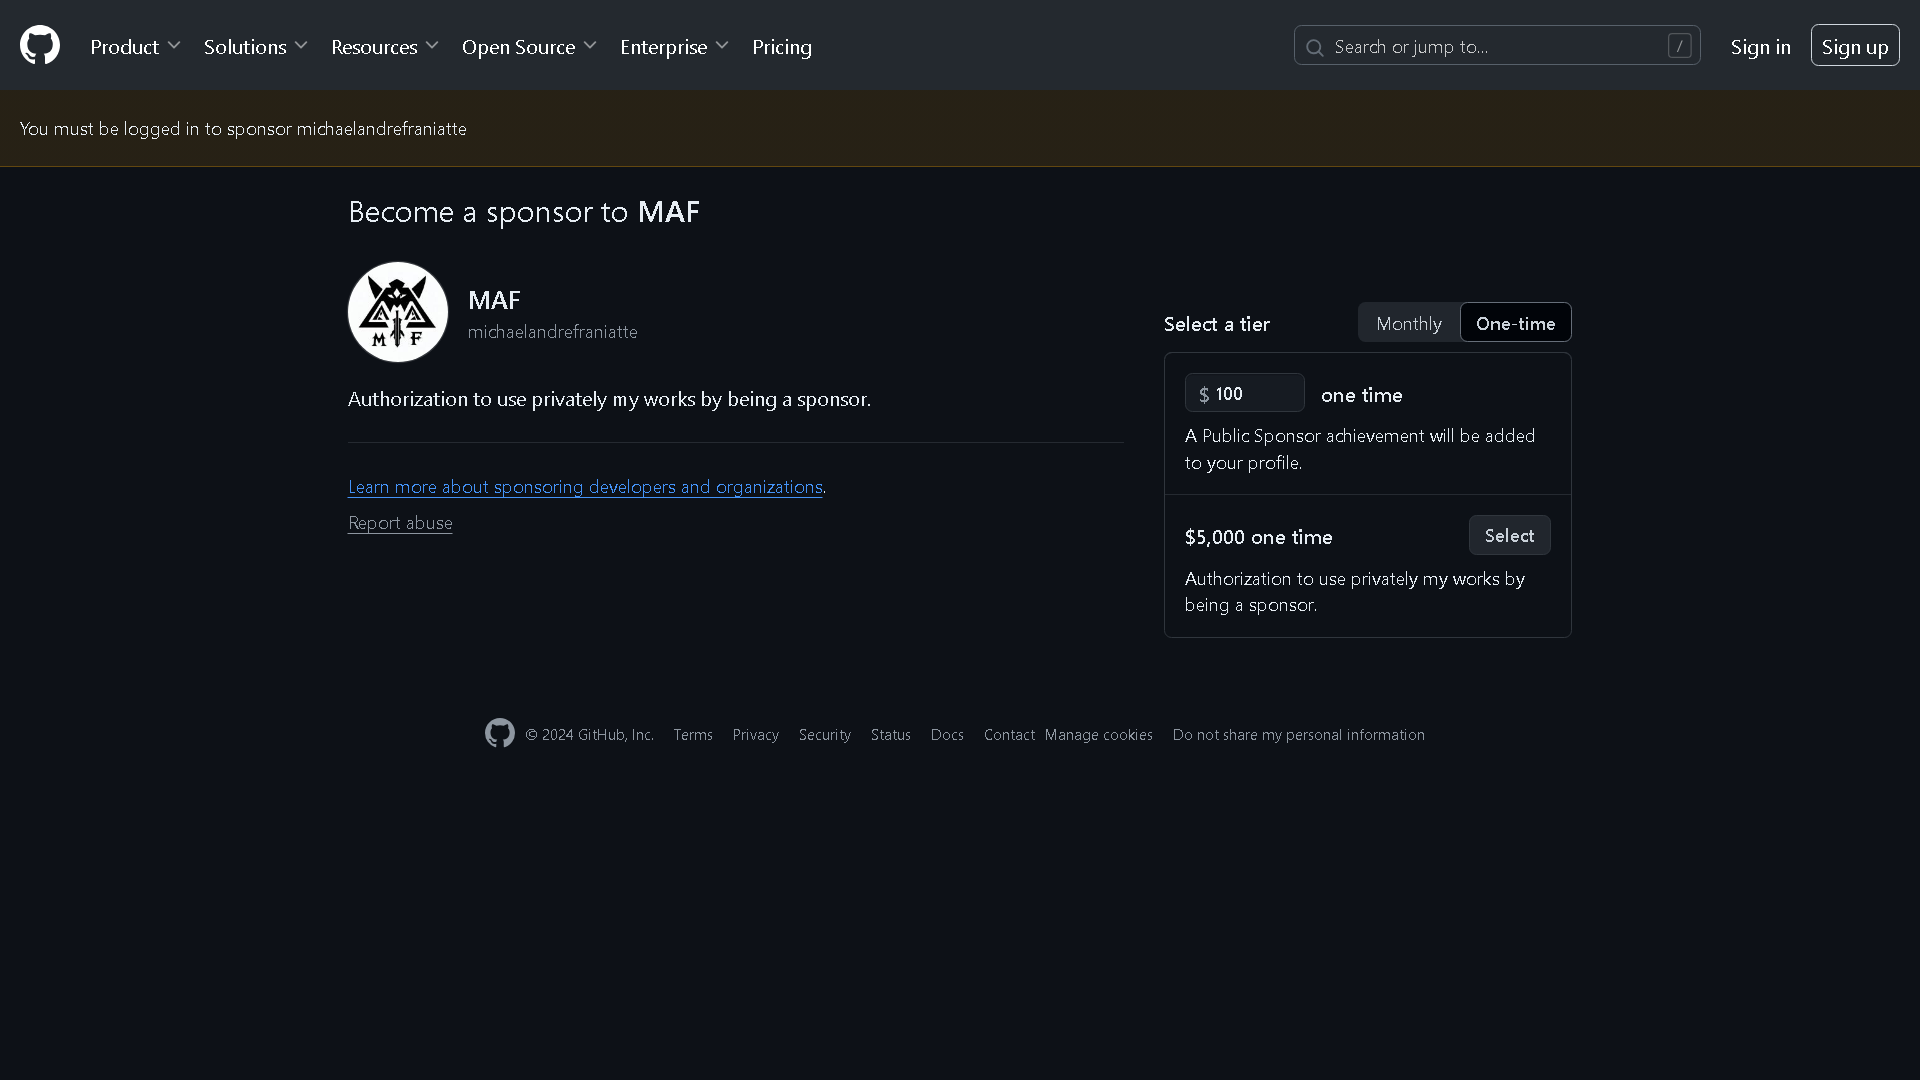 Product
Solutions
Resources
Open Source
Enterprise
Pricing
Search or jump to...
/
Sign in
Sign up
You must be logged in to sponsor michaelandrefraniatte
Become a sponsor to MAF
M F
MAF
michaelandrefraniatte
Authorization to use privately my works by being a sponsor.
Learn more about sponsoring developers and organizations.
Report abuse
Select a tier
Monthly
One-time
$ 100 one time
A Public Sponsor achievement will be added
to your profile.
$5,000 one time
Select
Authorization to use privately my works by
being a sponsor.
© 2024 GitHub, Inc.
Terms
Privacy
Security
Status
Docs
Contact
Manage cookies
Do not share my personal information